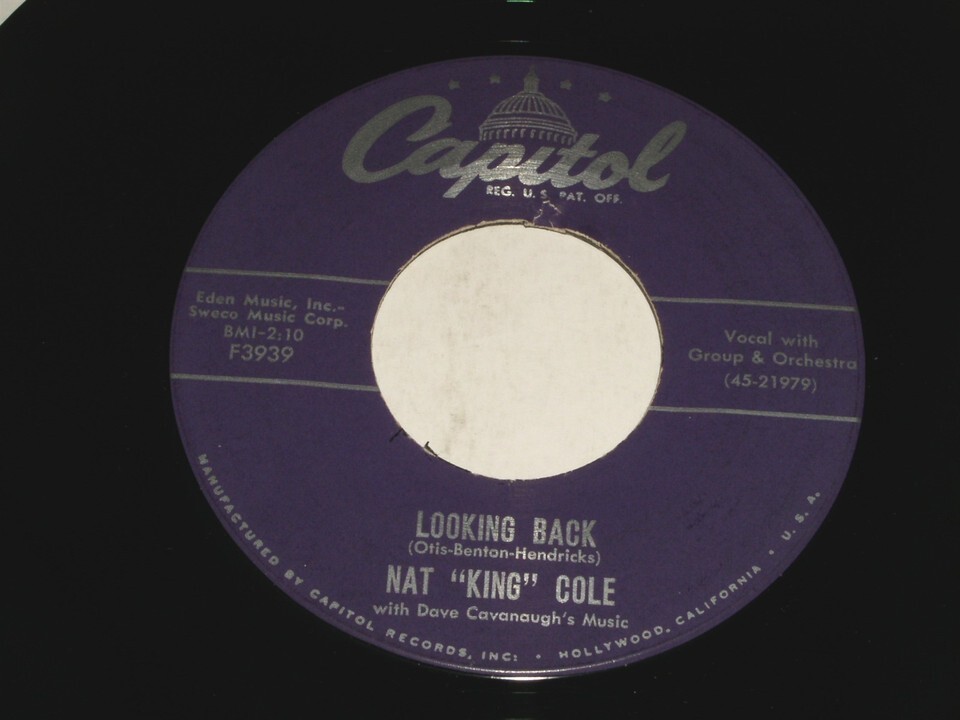 Capitol
REG. U.S. PAT. OFF.
Eden Music, Inc.-
Sweco Music Corp.
BMI-2:10
F3939
Vocal with
Group & Orchestra
(45-21979)
LOOKING BACK
(Otis-Benton-Hendricks)
NAT "KING" COLE
with Dave Cavanaugh's Music
MANUFACTURED BY CAPITOL RECORDS, INC. • HOLLYWOOD, CALIFORNIA • U. S. A.